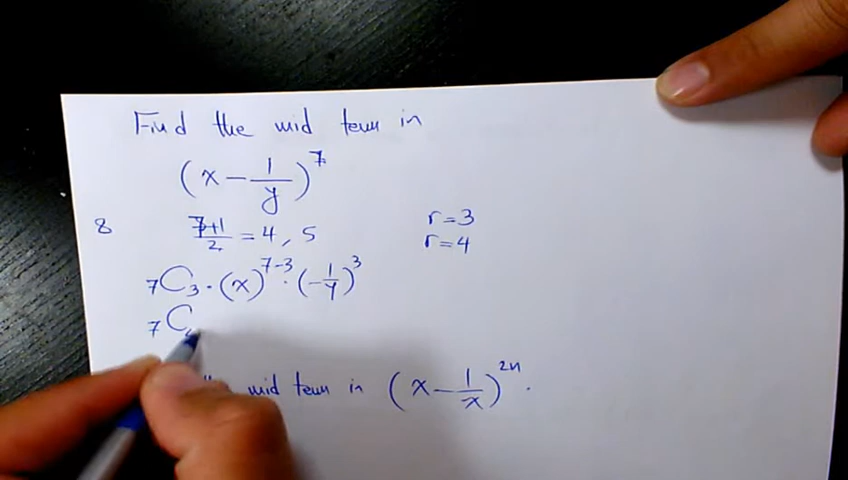 Find the mid term in
(x - 1/y)^7
8 7+1/2 = 4, 5 r = 3
r = 4
7C3 · (x)^7-3 · (-1/y)^3
7C
the mid term in (x - 1/x)^2n.